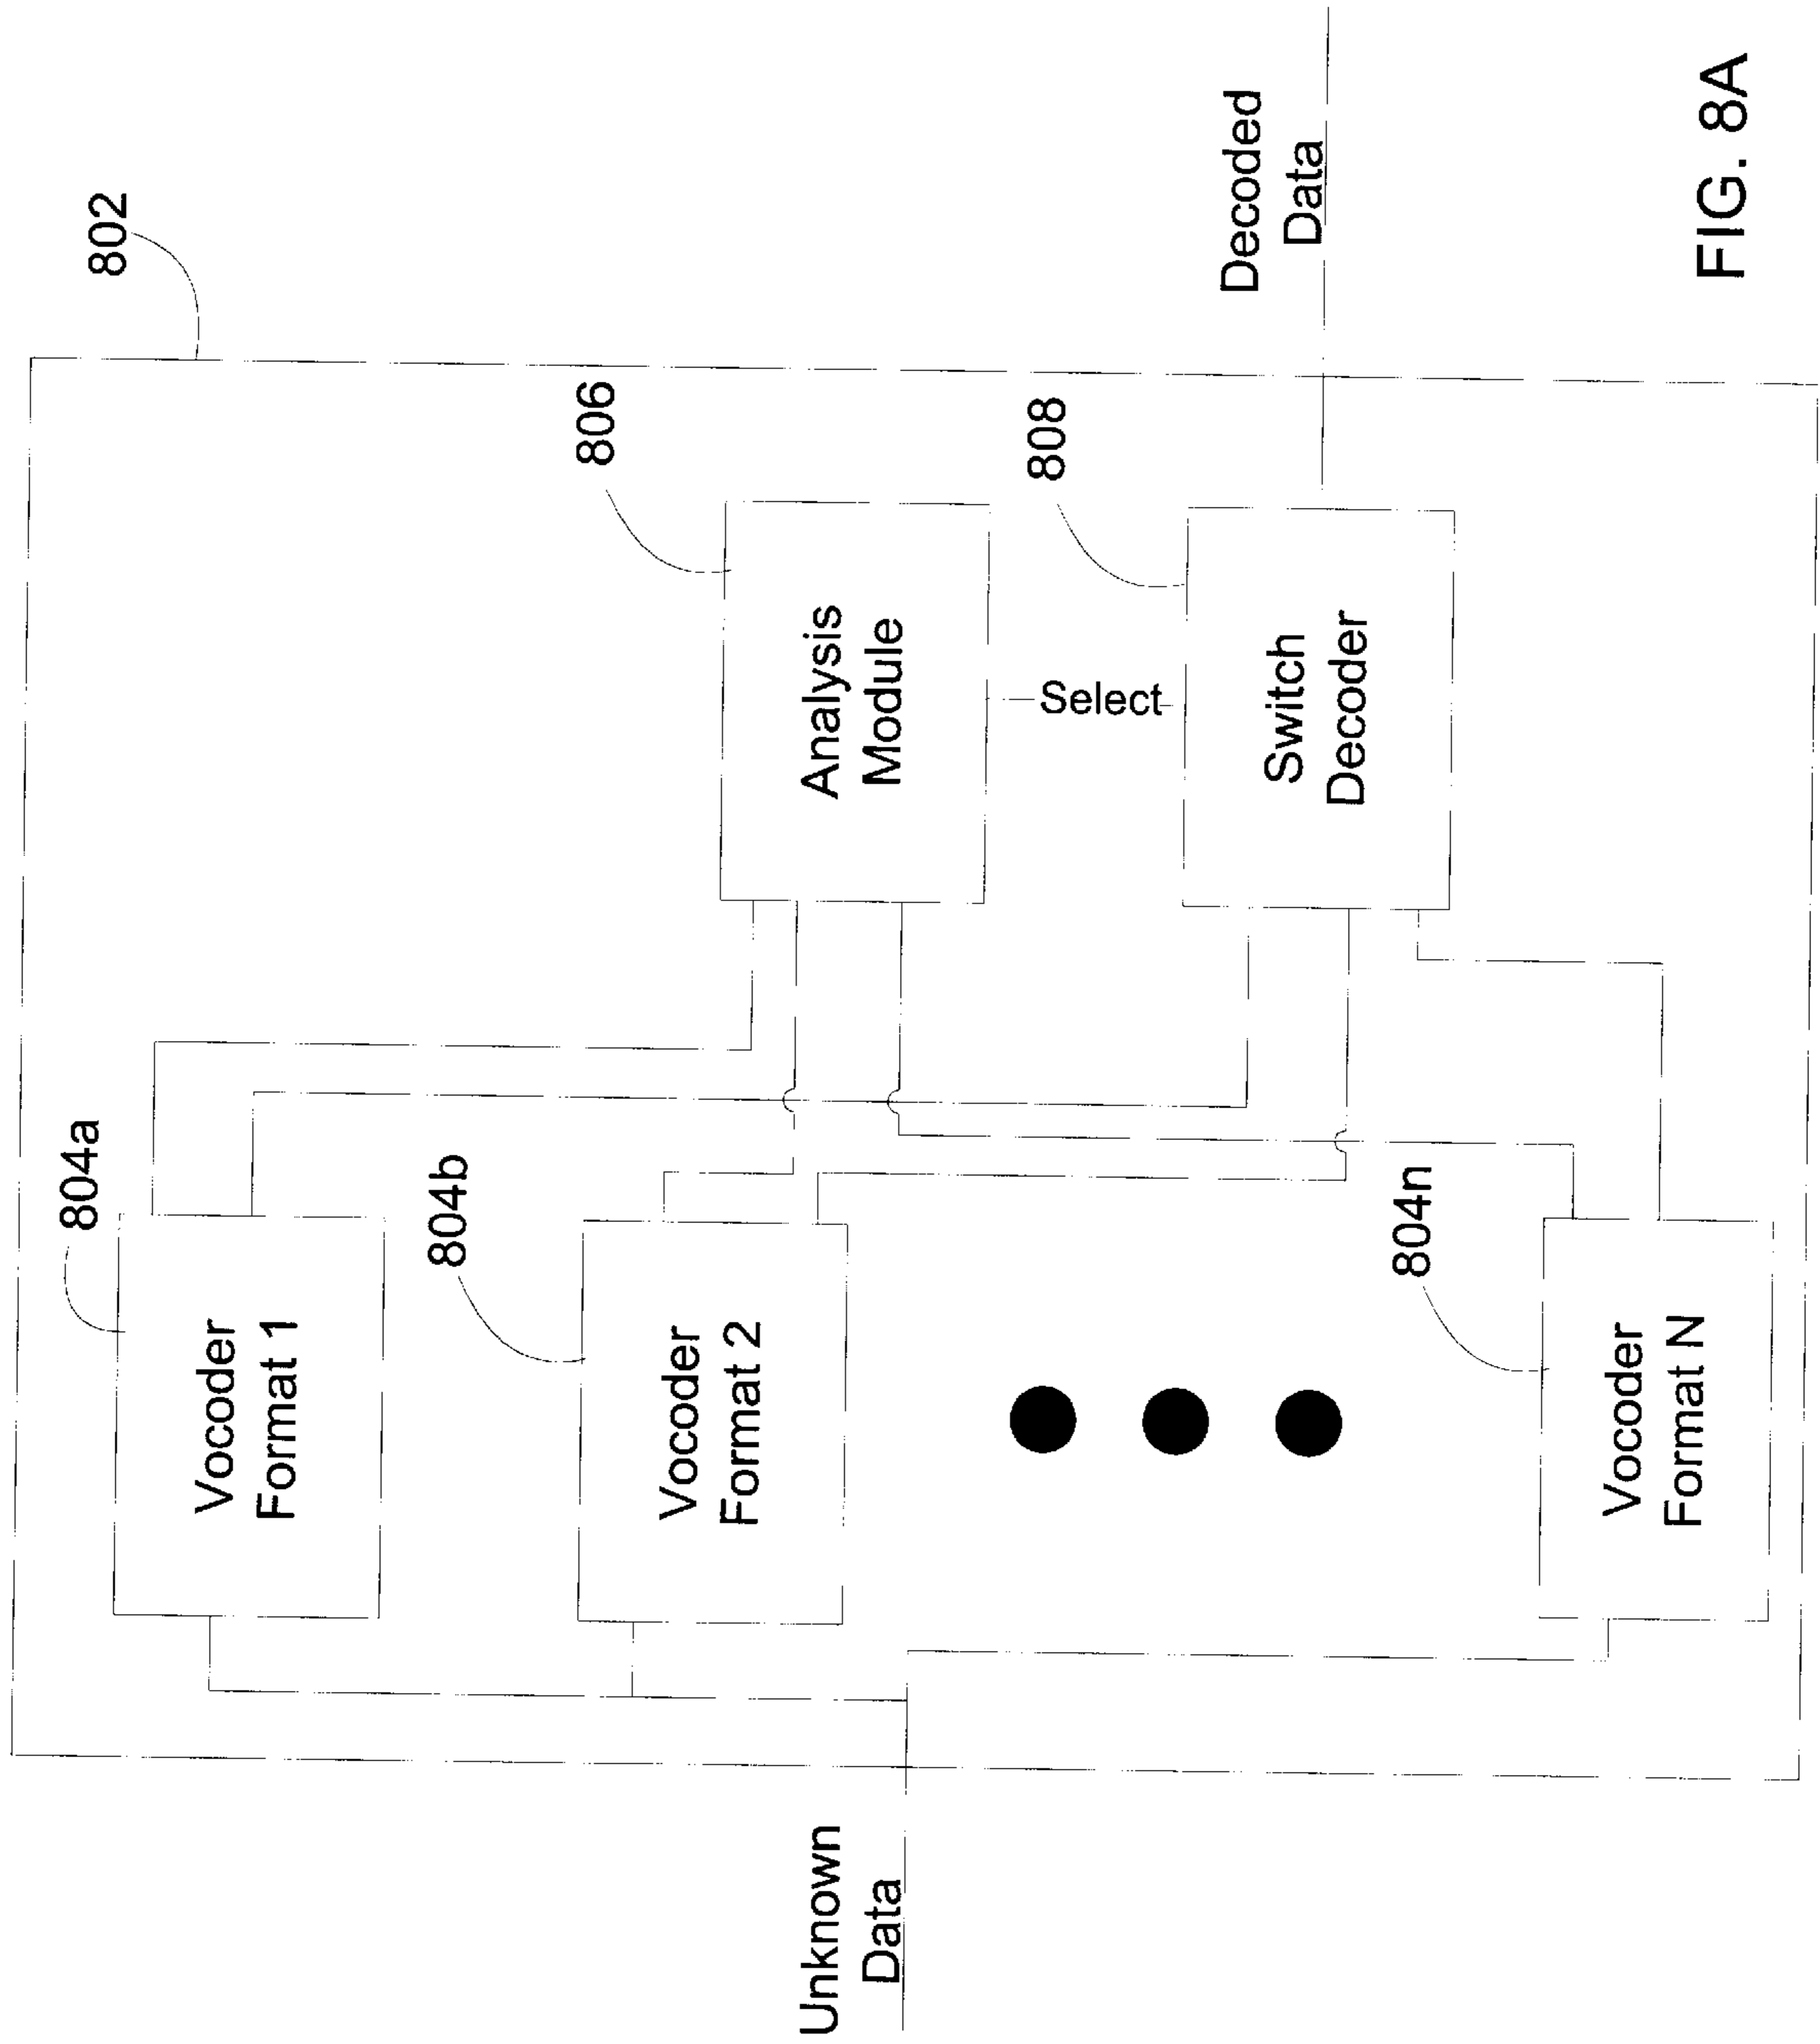 802
804a
Vocoder
Format 1
806
804b
Analysis
Module
Vocoder
Format 2
Unknown
Data
Select
808
Decoded
Data
Switch
Decoder
804n
Vocoder
Format N
FIG. 8A